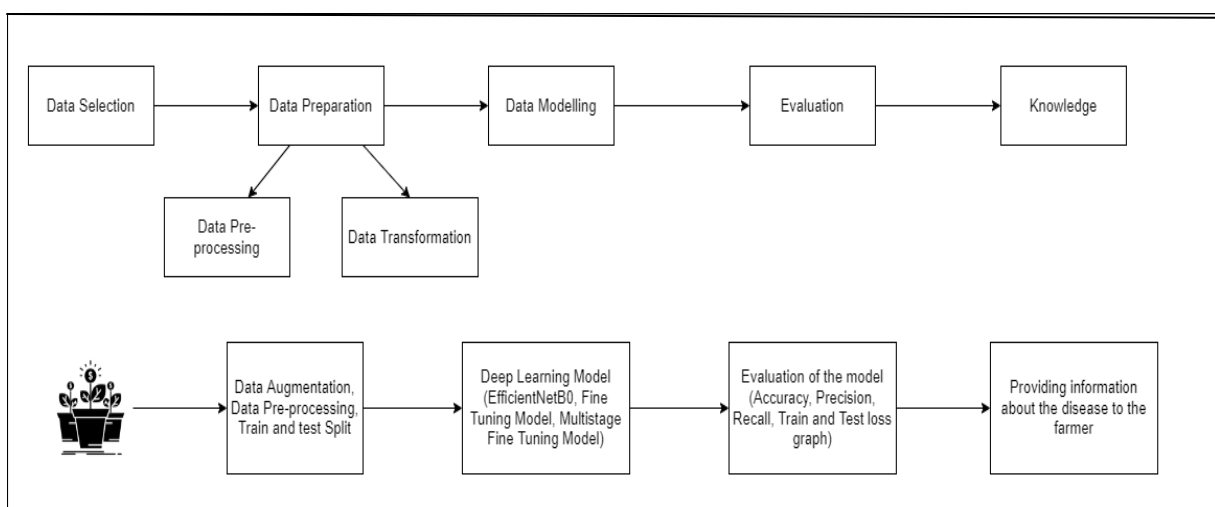 Data Selection
Data Preparation
Data Modelling
Evaluation
Knowledge
Data Pre-
processing
Data Transformation
$
$
$
Data Augmentation,
Data Pre-processing,
Train and test Split
Deep Learning Model
(EfficientNetB0, Fine
Tuning Model, Multistage
Fine Tuning Model)
Evaluation of the model
(Accuracy, Precision,
Recall, Train and Test loss
graph)
Providing information
about the disease to the
farmer